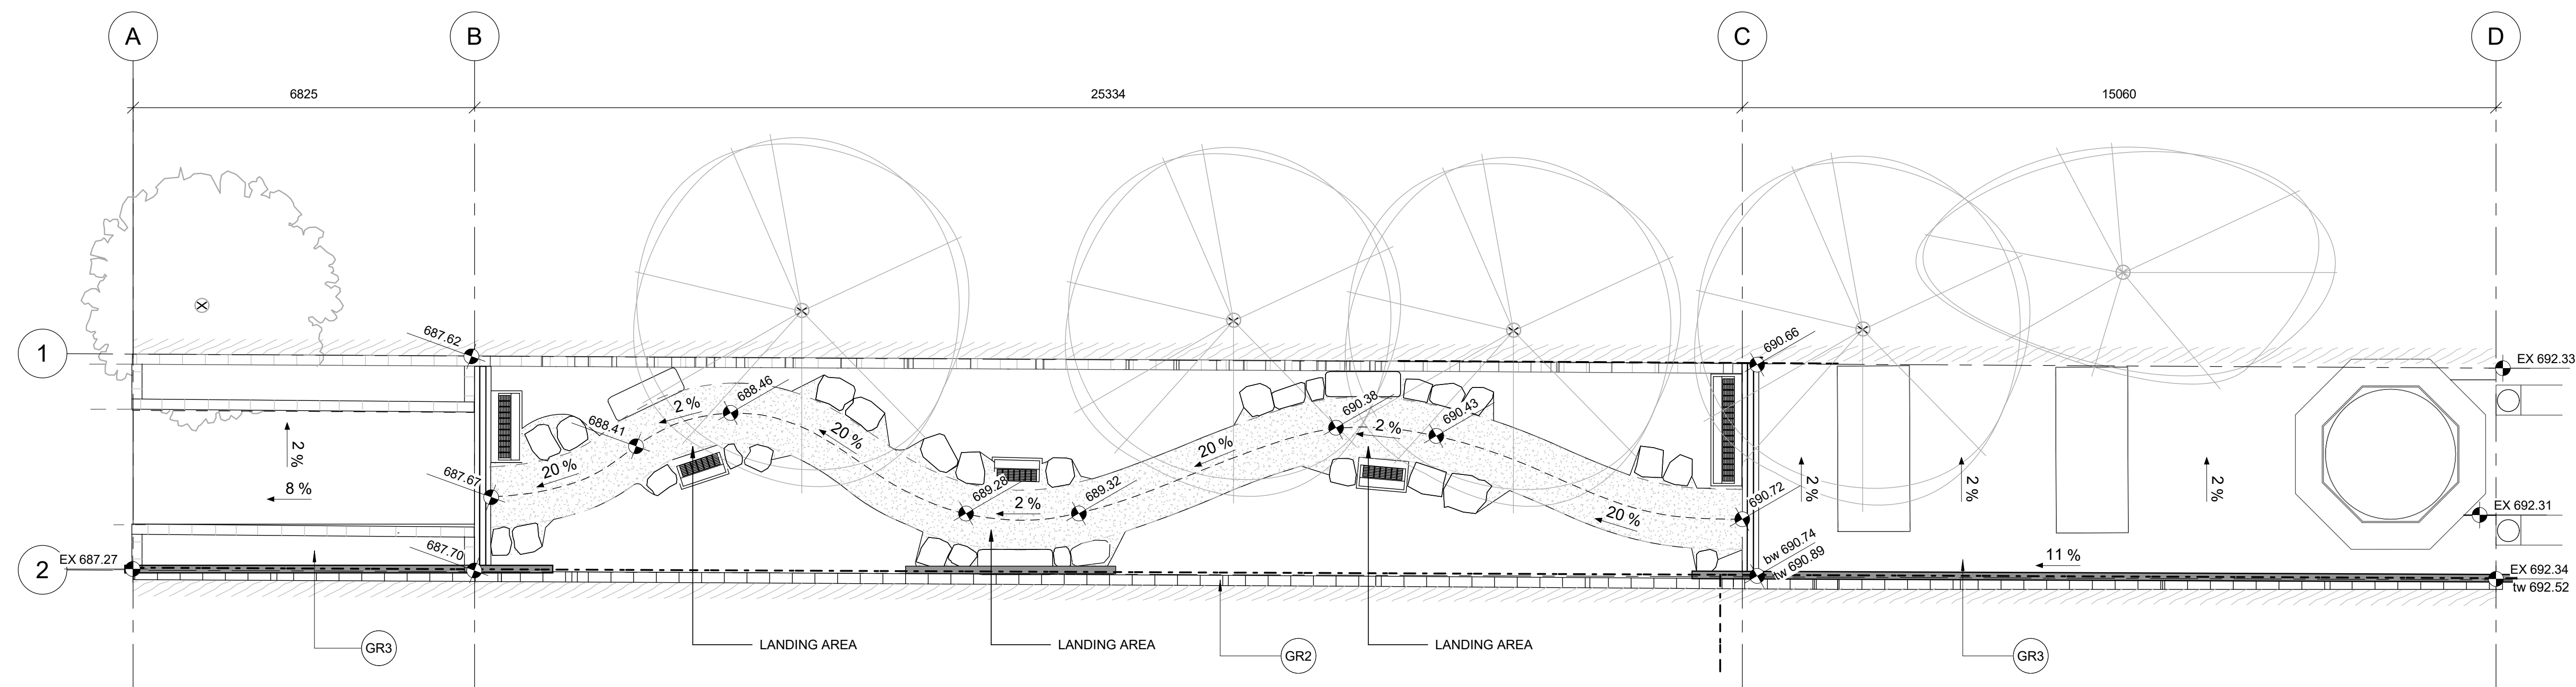 A
B
C
D
6825
25334
15060
1
2
687.62
690.66
EX 692.33
688.46
2 %
688.41
20 %
690.38
690.43
2 %
20 %
20 %
687.67
20 %
689.28
689.32
2 %
690.72
20 %
2 %
8 %
2 %
2 %
2 %
EX 692.31
EX 687.27
687.70
bw 690.74
tw 690.89
11 %
EX 692.34
tw 692.52
GR3
LANDING AREA
LANDING AREA
GR2
LANDING AREA
GR3